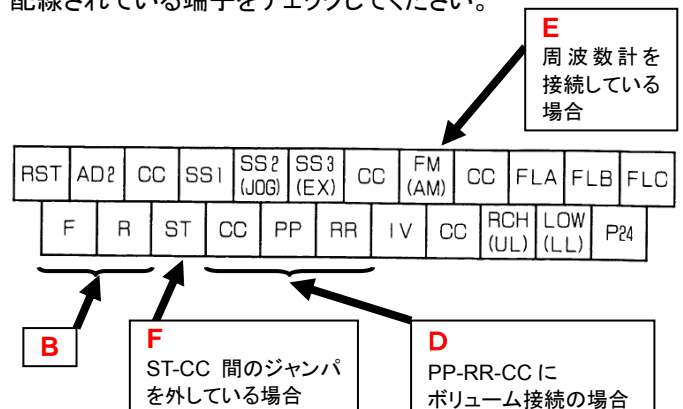 配線されている端子をチェックしてください。
E
周波数計を
接続している
場合
RST AD2 CC SS1 SS2 (JOG) SS3 (EX) CC FM (AM) CC FLA FLB FLC
F R ST CC PP RR IV CC RCH (UL) LOW (LL) P24
B
F
ST-CC 間のジャンパ
を外している場合
D
PP-RR-CC に
ボリューム接続の場合